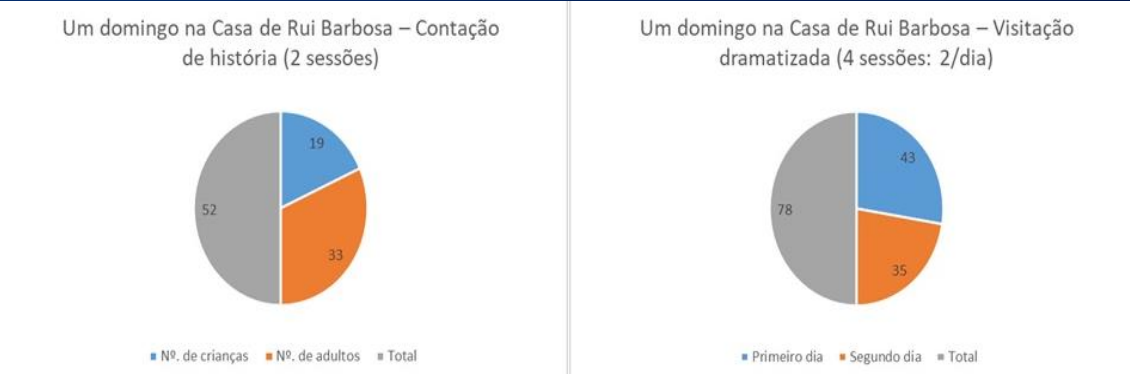 Um domingo na Casa de Rui Barbosa – Contação
de história (2 sessões)
19
52
33
Nº. de crianças Nº. de adultos Total
Um domingo na Casa de Rui Barbosa – Visitação
dramatizada (4 sessões: 2/dia)
43
78
35
Primeiro dia Segundo dia Total